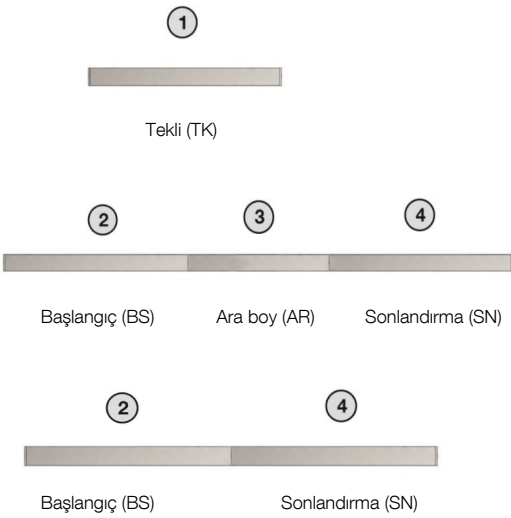 1
Tekli (TK)
2 3 4
Başlangıç (BS) Ara boy (AR) Sonlandırma (SN)
2 4
Başlangıç (BS) Sonlandırma (SN)